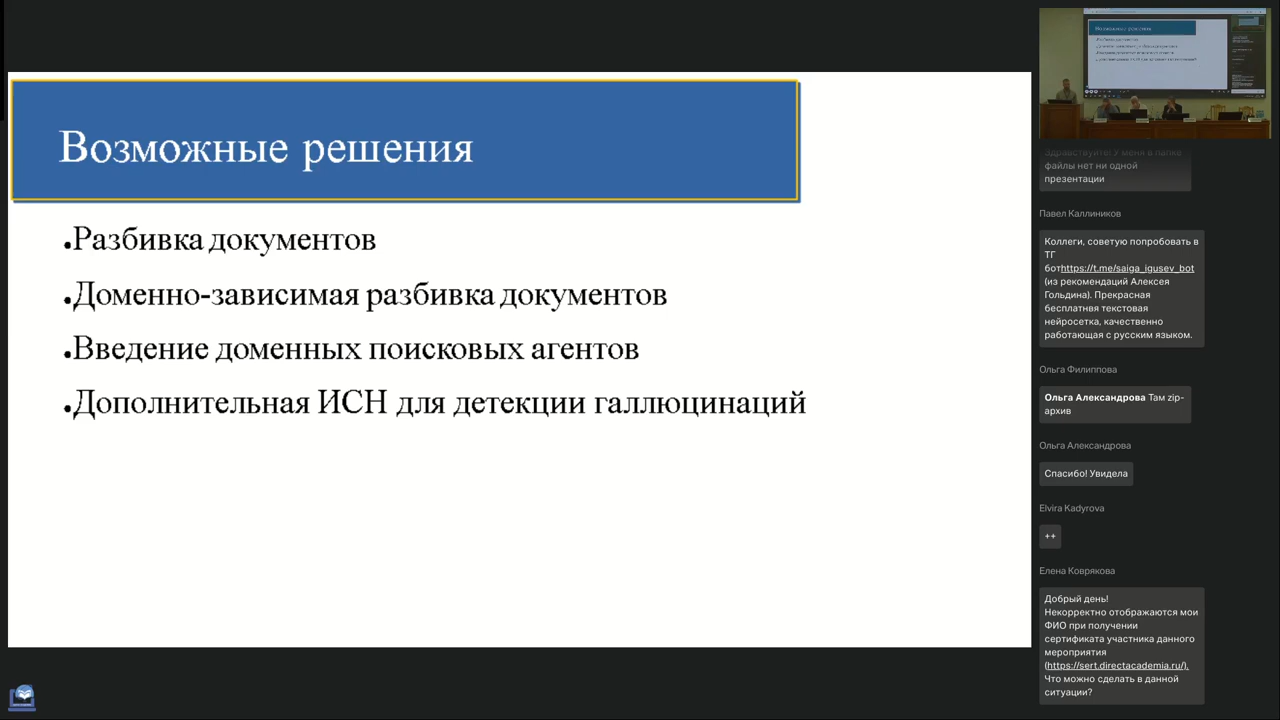 Возможные решения
.Разбивка документов
.Доменно-зависимая разбивка документов
.Введение доменных поисковых агентов
.Дополнительная ИСН для детекции галлюцинаций
Здравствуйте! У меня в папке
файлы нет ни одной
презентации
Павел Каллиников
Коллеги, советую попробовать в
ТГ
ботhttps://t.me/saiga_igusev_bot
(из рекомендаций Алексея
Гольдина). Прекрасная
бесплатнвя текстовая
нейросетка, качественно
работающая с русским языком.
Ольга Филиппова
Ольга Александрова Там zip-
архив
Ольга Александрова
Спасибо! Увидела
Elvira Kadyrova
++
Елена Коврякова
Добрый день!
Некорректно отображаются мои
ФИО при получении
сертификата участника данного
мероприятия
(https://sert.directacademia.ru/).
Что можно сделать в данной
ситуации?